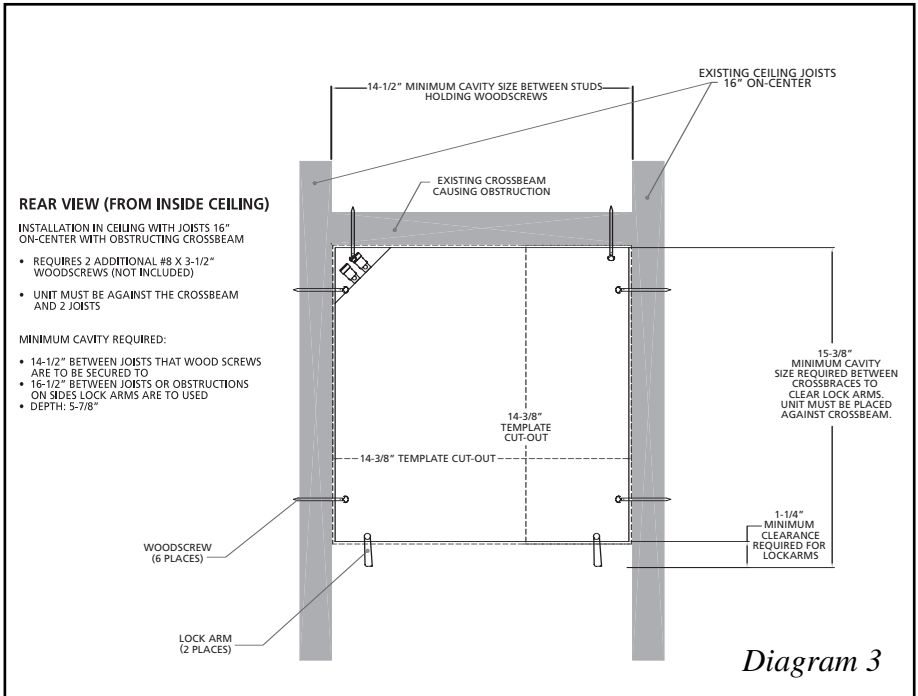 14-1/2" MINIMUM CAVITY SIZE BETWEEN STUDS
HOLDING WOODSCREWS
EXISTING CEILING JOISTS
16" ON-CENTER
EXISTING CROSSBEAM
CAUSING OBSTRUCTION
REAR VIEW (FROM INSIDE CEILING)
INSTALLATION IN CEILING WITH JOISTS 16"
ON-CENTER WITH OBSTRUCTING CROSSBEAM
• REQUIRES 2 ADDITIONAL #8 X 3-1/2"
WOODSCREWS (NOT INCLUDED)
• UNIT MUST BE AGAINST THE CROSSBEAM
AND 2 JOISTS
MINIMUM CAVITY REQUIRED:
• 14-1/2" BETWEEN JOISTS THAT WOOD SCREWS
ARE TO BE SECURED TO
• 16-1/2" BETWEEN JOISTS OR OBSTRUCTIONS
ON SIDES LOCK ARMS ARE TO USED
• DEPTH: 5-7/8"
15-3/8"
MINIMUM CAVITY
SIZE REQUIRED BETWEEN
CROSSBRACES TO
CLEAR LOCK ARMS.
UNIT MUST BE PLACED
AGAINST CROSSBEAM.
14-3/8"
TEMPLATE
CUT-OUT
14-3/8" TEMPLATE CUT-OUT
1-1/4"
MINIMUM
CLEARANCE
REQUIRED FOR
LOCKARMS
WOODSCREW
(6 PLACES)
LOCK ARM
(2 PLACES)
Diagram 3